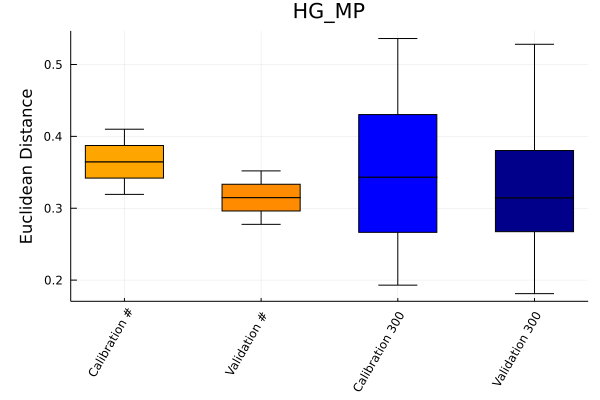 HG_MP
Euclidean Distance
0.5
0.4
0.3
0.2
Calibration #
Validation #
Calibration 300
Validation 300